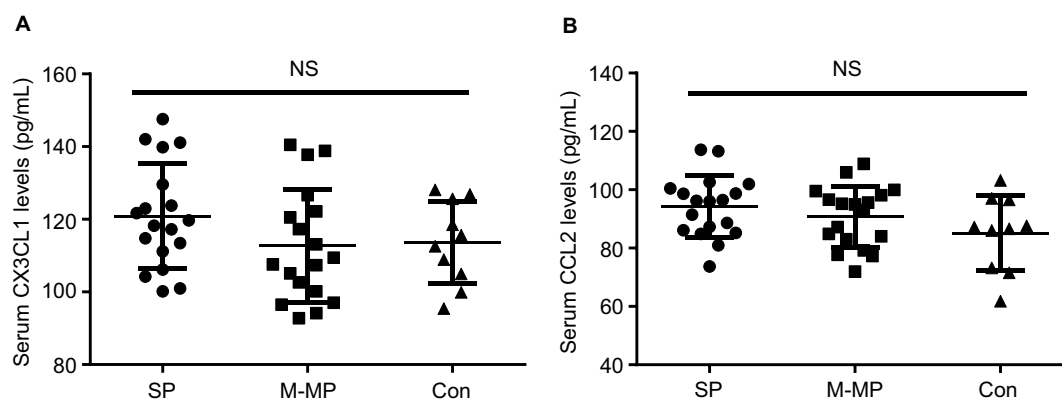 A
Serum CX3CL1 levels (pg/mL)
160
140
120
100
80
NS
SP
M-MP
Con
B
Serum CCL2 levels (pg/mL)
140
120
100
80
60
40
NS
SP
M-MP
Con